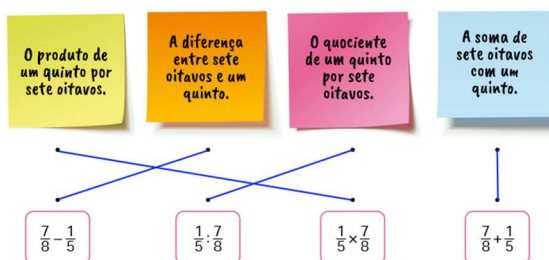 O produto de
um quinto por
sete oitavos.
A diferença
entre sete
oitavos e um
quinto.
O quociente
de um quinto
por sete
oitavos.
A soma de
sete oitavos
com um
quinto.
7/8 − 1/5
1/5 : 7/8
1/5 × 7/8
7/8 + 1/5